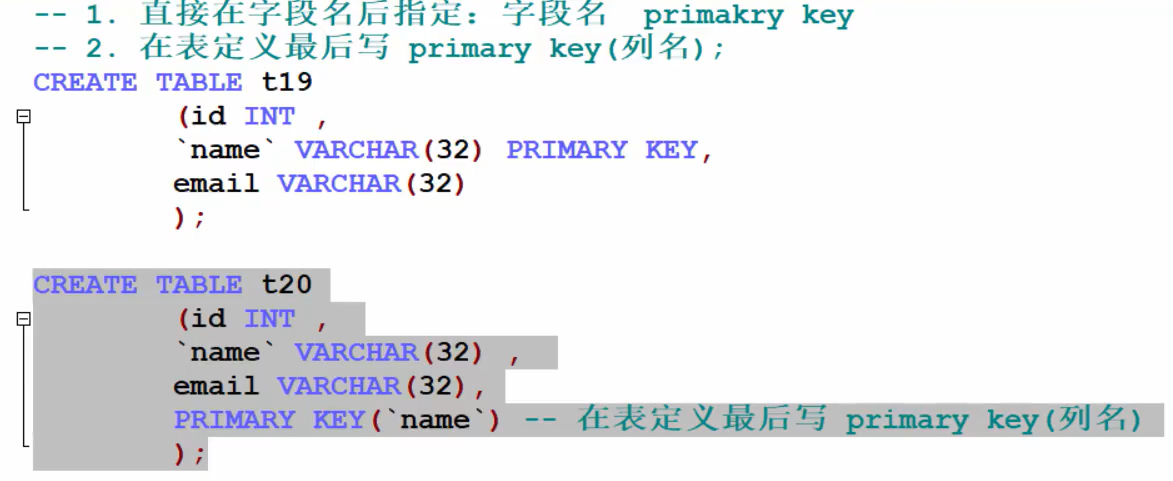 -- 1. 直接在字段名后指定：字段名 primakry key
-- 2. 在表定义最后写 primary key(列名);
CREATE TABLE t19
(id INT ,
`name` VARCHAR(32) PRIMARY KEY,
email VARCHAR(32)
);
CREATE TABLE t20
(id INT ,
`name` VARCHAR(32) ,
email VARCHAR(32),
PRIMARY KEY(`name`) -- 在表定义最后写 primary key(列名)
);